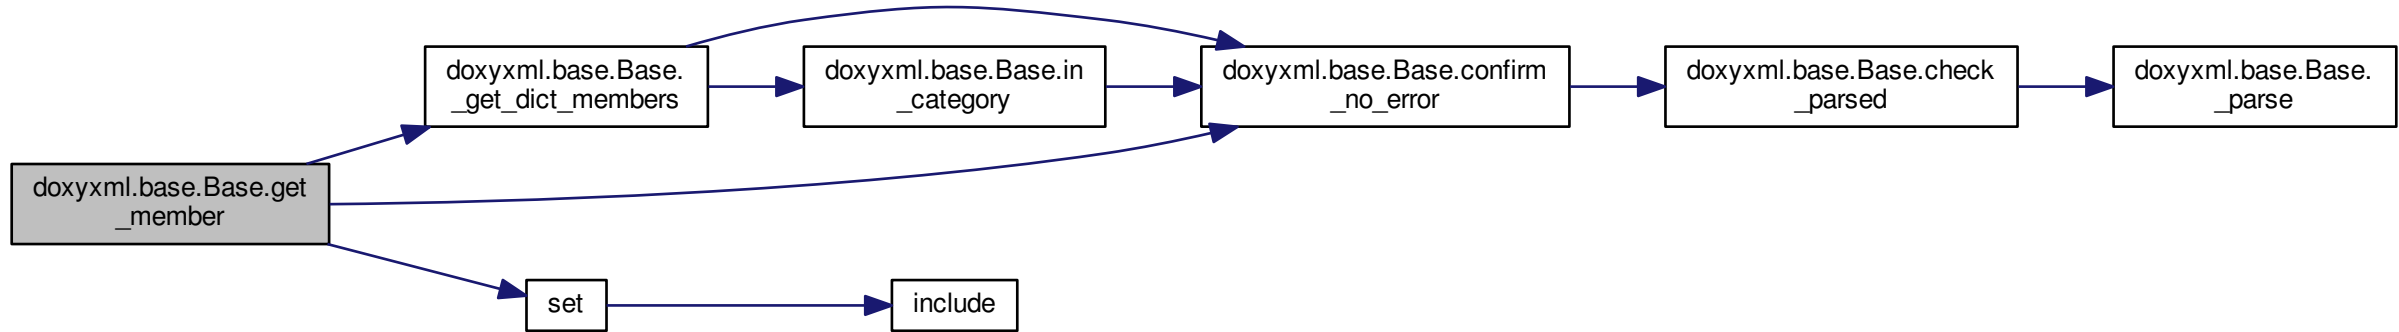 doxyxml.base.Base.
_get_dict_members
doxyxml.base.Base.in
_category
doxyxml.base.Base.confirm
_no_error
doxyxml.base.Base.check
_parsed
doxyxml.base.Base.
_parse
doxyxml.base.Base.get
_member
set
include